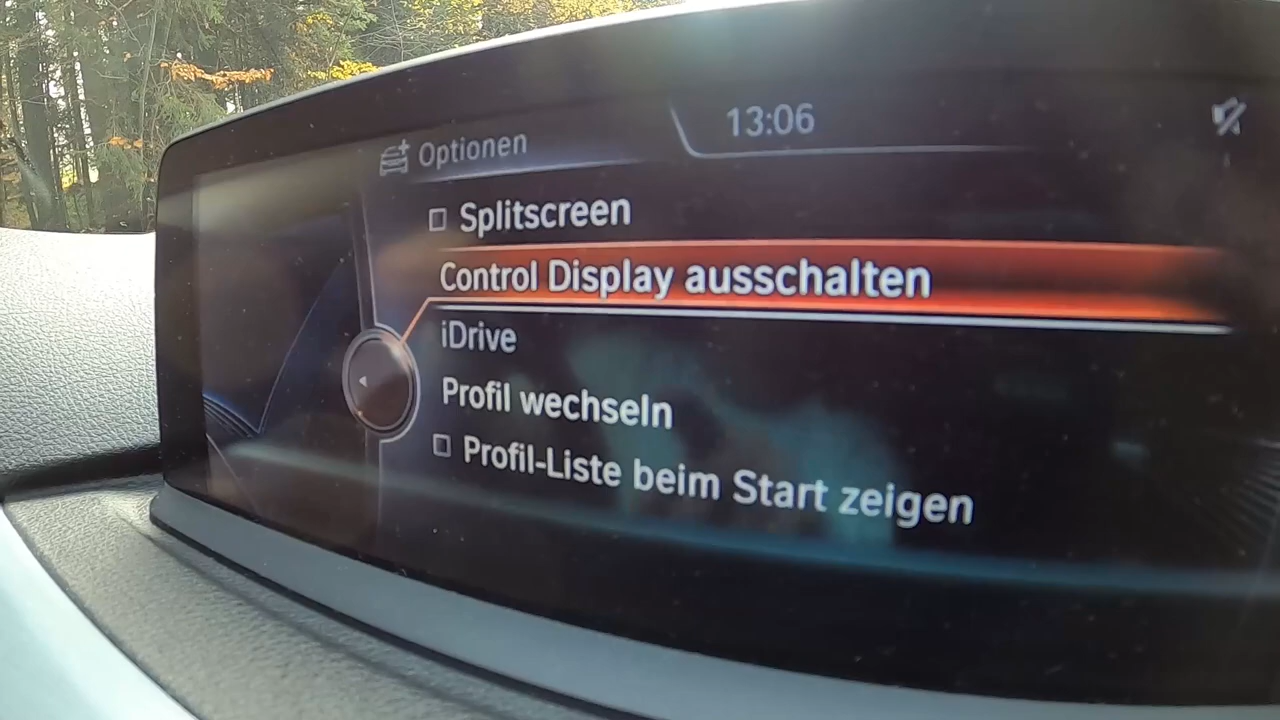 Optionen
13:06
Splitscreen
Control Display ausschalten
iDrive
Profil wechseln
Profil-Liste beim Start zeigen